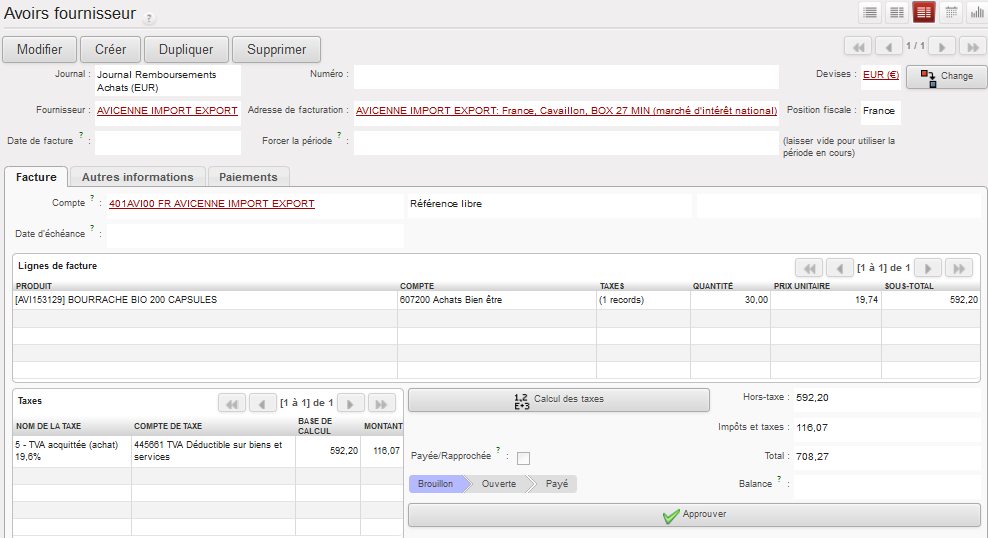 Avoirs fournisseur ?
Modifier Créer Dupliquer Supprimer 1 / 1
Journal : Journal Remboursements Achats (EUR) Numéro : Devises : EUR (€) Change
Fournisseur : AVICENNE IMPORT EXPORT Adresse de facturation : AVICENNE IMPORT EXPORT: France, Cavaillon, BOX 27 MIN (marché d'intérêt national) Position fiscale : France
Date de facture ? : Forcer la période ? : (laisser vide pour utiliser la période en cours)
Facture Autres informations Paiements
Compte ? : 401AVI00 FR AVICENNE IMPORT EXPORT Référence libre
Date d'échéance ? :
Lignes de facture [1 à 1] de 1
PRODUIT COMPTE TAXES QUANTITÉ PRIX UNITAIRE SOUS-TOTAL
[AVI153129] BOURRACHE BIO 200 CAPSULES 607200 Achats Bien être (1 records) 30,00 19,74 592,20
Taxes [1 à 1] de 1
NOM DE LA TAXE COMPTE DE TAXE BASE DE CALCUL MONTANT
5 - TVA acquittée (achat) 19,6% 445661 TVA Déductible sur biens et services 592,20 116,07
1,2 E+3 Calcul des taxes Hors-taxe : 592,20
Impôts et taxes : 116,07
Payée/Rapprochée ? : Total : 708,27
Brouillon Ouverte Payé Balance ? :
Approuver